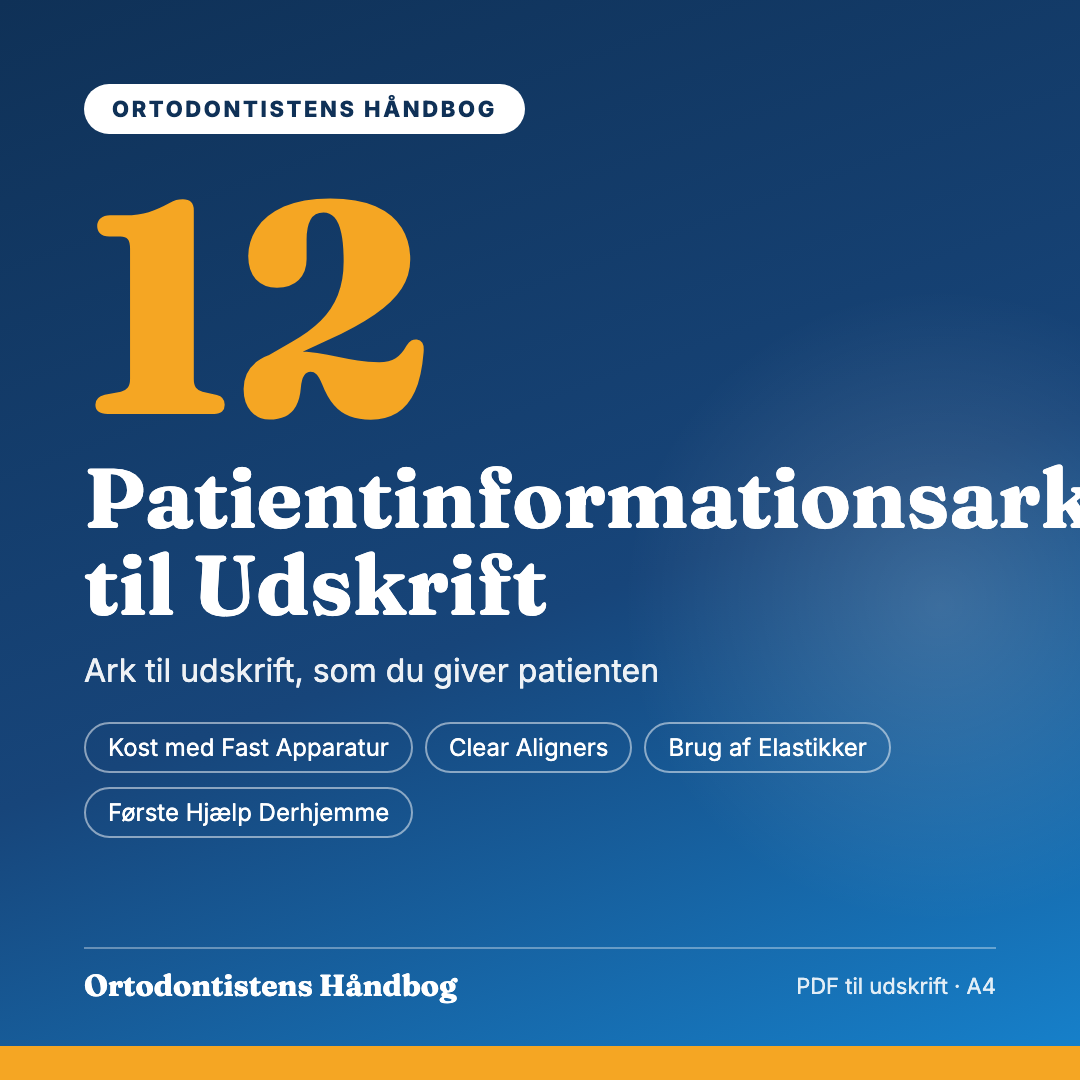 ORTODONTISTENS HÅNDBOG
12
Patientinformationsark
til Udskrift
Ark til udskrift, som du giver patienten
Kost med Fast Apparatur
Clear Aligners
Brug af Elastikker
Første Hjælp Derhjemme
Ortodontistens Håndbog
PDF til udskrift · A4